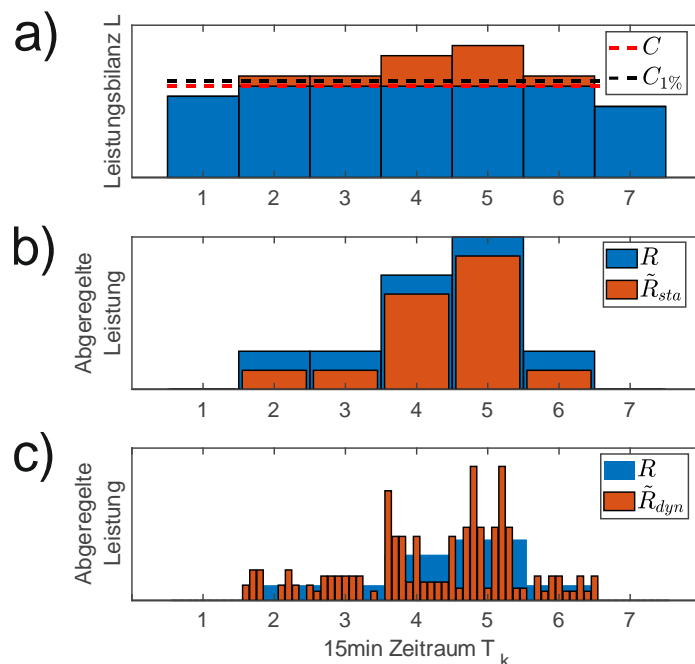 a)
Leistungsbilanz L
C
C1%
1 2 3 4 5 6 7
b)
Abgeregelte
Leistung
R
R̃sta
1 2 3 4 5 6 7
c)
Abgeregelte
Leistung
R
R̃dyn
1 2 3 4 5 6 7
15min Zeitraum T k